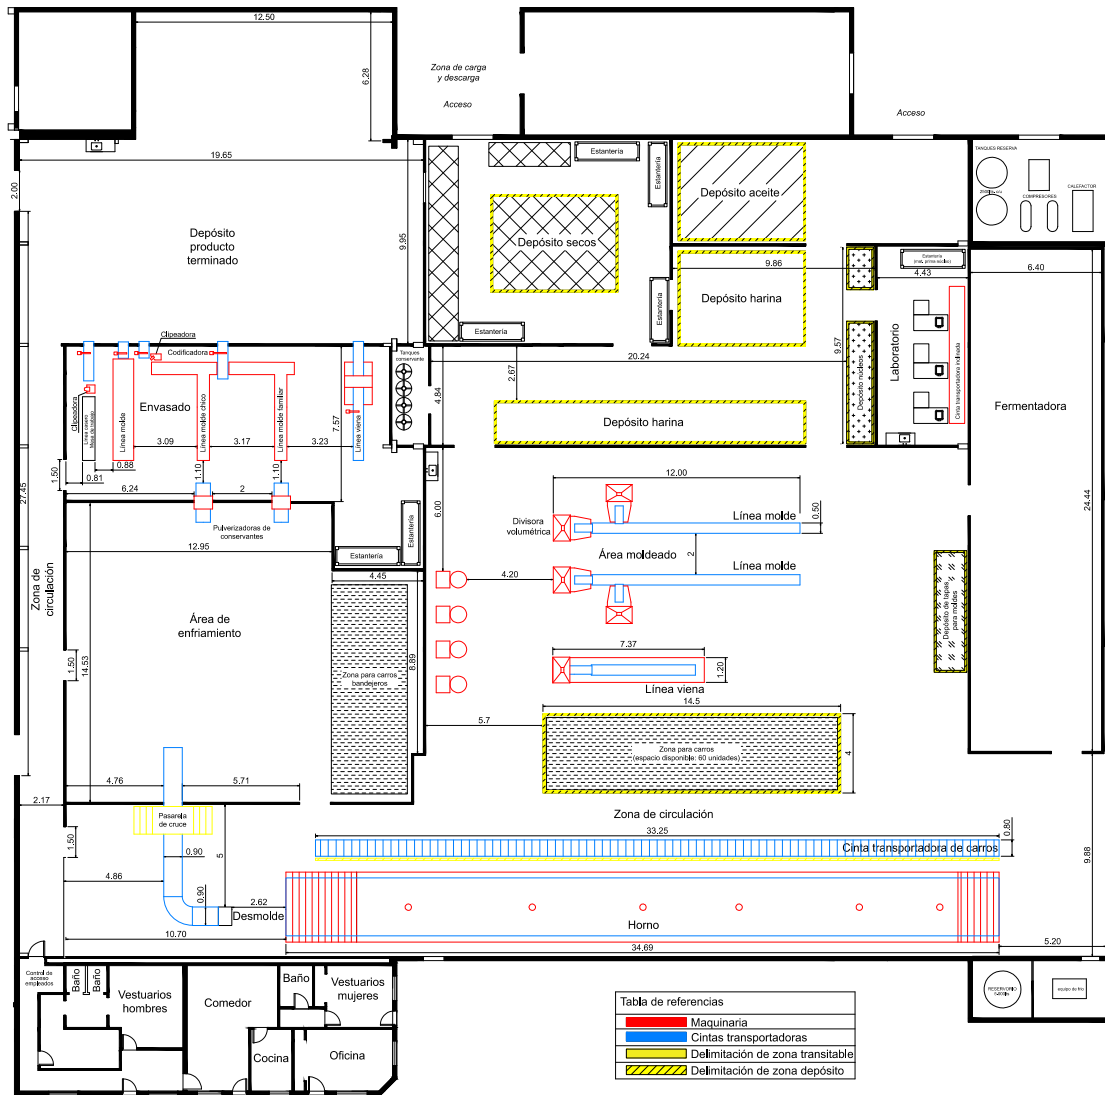 12.50
Zona de carga
y descarga
Acceso
Acceso
6.28
19.65
2.00
Estantería
Estantería
Depósito aceite
TANQUES RESERVA
COMPRESORES
CALEFACTOR
Depósito
producto
terminado
9.95
Depósito secos
9.86
Estantería
4.43
6.40
Depósito harina
Estantería
Estantería
Clipeadora
Codificadora
Tanques
conservante
20.24
2.67
9.57
Depósito núcleos
Laboratorio
Cinta transportadora inclinada
Fermentadora
4.84
Envasado
Clipeadora
Línea molde
Línea molde chico
Línea molde familiar
Línea viena
7.57
Depósito harina
3.09
3.17
3.23
0.88
0.81
1.50
1.10
1.10
6.24
2
27.45
6.00
12.00
24.44
Línea molde
0.50
Divisora
volumétrica
Pulverizadoras de
conservantes
Estantería
Estantería
12.95
Área moldeado
2
Línea molde
4.20
4.45
Zona de
circulación
Área de
enfriamiento
14.53
1.50
8.89
Zona para carros
bandejeros
Depósito de tapas
para moldes
7.37
1.20
Línea viena
14.5
5.7
Zona para carros
(espacio disponible: 60 unidades)
4
4.76
5.71
2.17
Pasarela
de cruce
Zona de circulación
33.25
0.80
1.50
Cinta transportadora de carros
0.90
5
4.86
0.90
2.62
Desmolde
Horno
9.88
10.70
34.69
5.20
Control de
acceso
empleados
Baño
Baño
Vestuarios
hombres
Comedor
Baño
Vestuarios
mujeres
Cocina
Oficina
RESERVORIO
equipo de frío
Tabla de referencias
Maquinaria
Cintas transportadoras
Delimitación de zona transitable
Delimitación de zona depósito